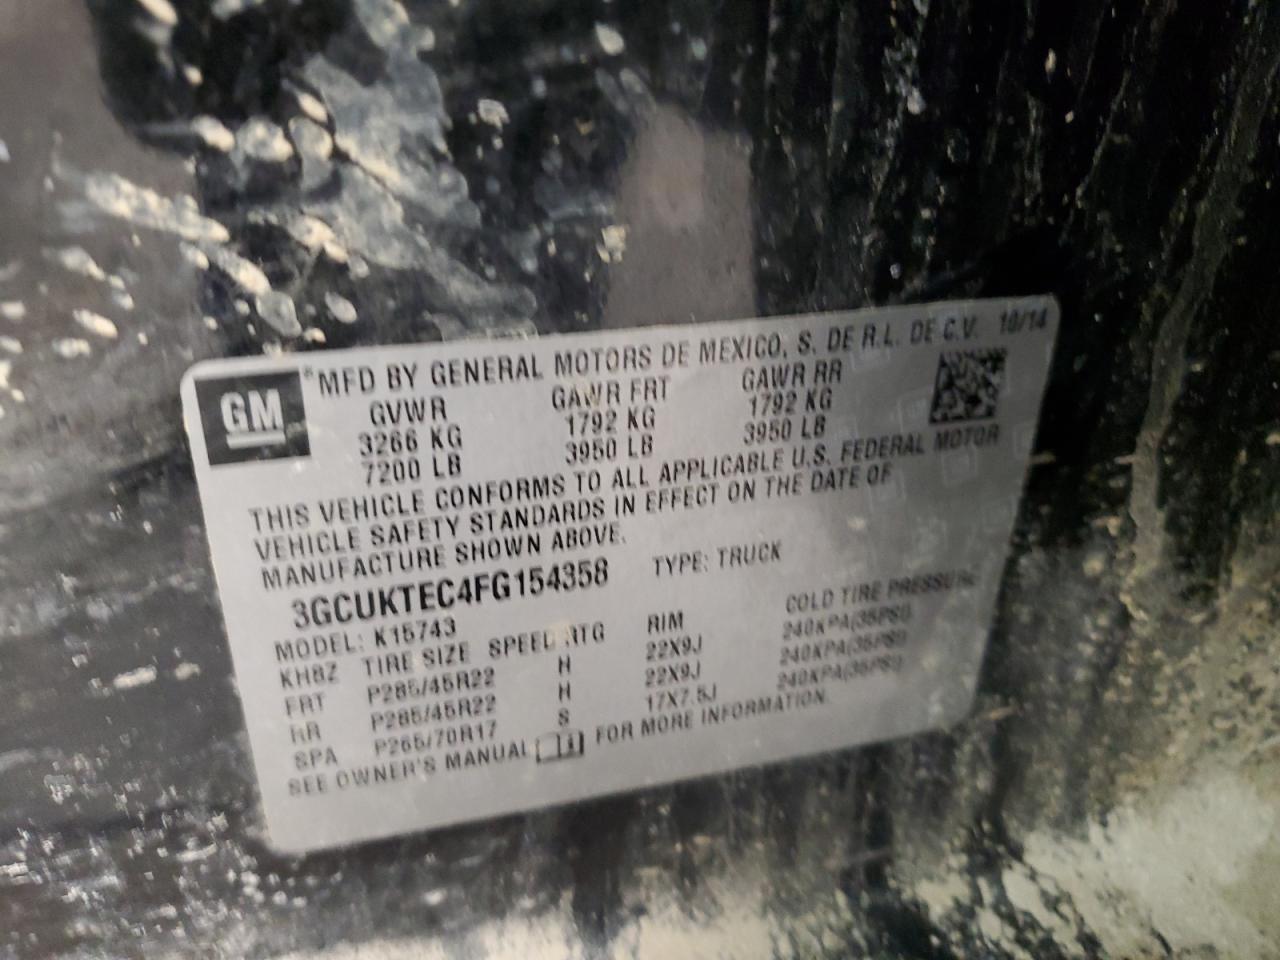 GM ® MFD BY GENERAL MOTORS DE MEXICO, S. DE R.L. DE C.V. 10/14
GVWR GAWR FRT GAWR RR
3266 KG 1792 KG 1792 KG
7200 LB 3950 LB 3950 LB
THIS VEHICLE CONFORMS TO ALL APPLICABLE U.S. FEDERAL MOTOR
VEHICLE SAFETY STANDARDS IN EFFECT ON THE DATE OF
MANUFACTURE SHOWN ABOVE.
3GCUKTEC4FG154358 TYPE: TRUCK
MODEL: K15743
KHBZ TIRE SIZE SPEED RTG RIM COLD TIRE PRESSURE
FRT P285/45R22 H 22X9J 240KPA(35PSI)
RR P285/45R22 H 22X9J 240KPA(35PSI)
SPA P265/70R17 S 17X7.5J 240KPA(35PSI)
SEE OWNER'S MANUAL FOR MORE INFORMATION.